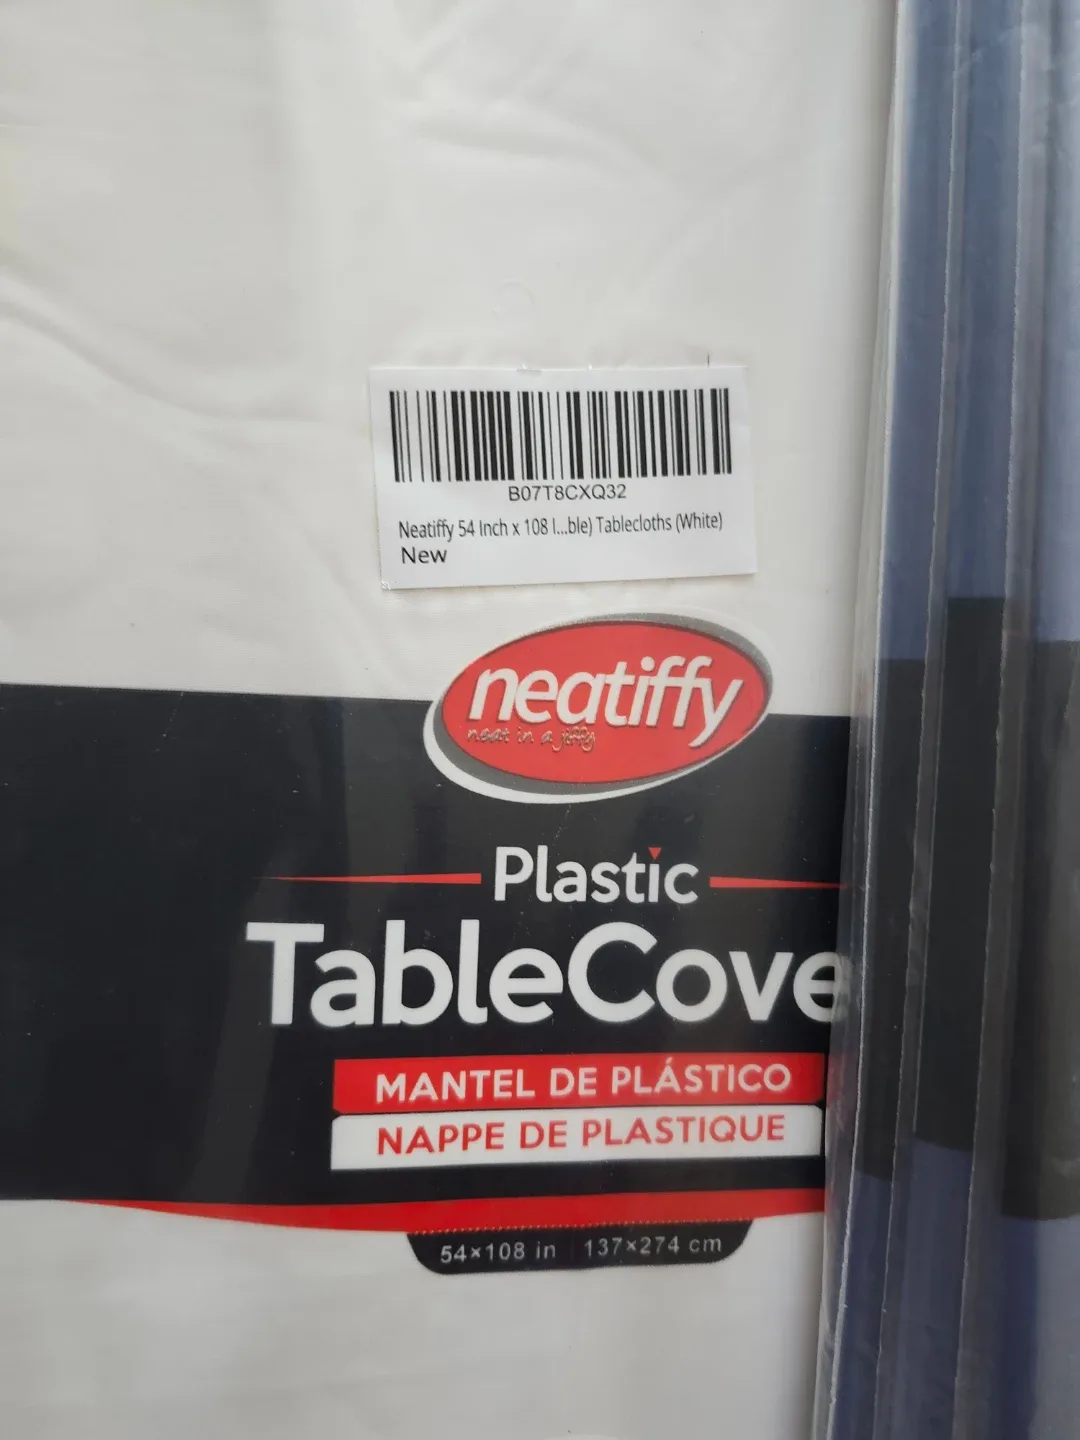 B07T8CXQ32
Neatiffy 54 Inch x 108 I...ble) Tablecloths (White)
New
neatiffy
neat in a jiffy
Plastic
TableCove
MANTEL DE PLÁSTICO
NAPPE DE PLASTIQUE
54×108 in 137×274 cm